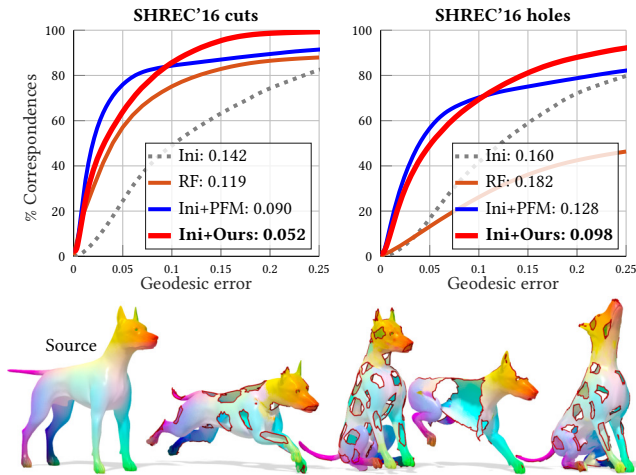 SHREC’16 cuts
100
80
60
40
20
0
% Correspondences
Ini: 0.142
RF: 0.119
Ini+PFM: 0.090
Ini+Ours: 0.052
0
0.05
0.1
0.15
0.2
0.25
Geodesic error
SHREC’16 holes
100
80
60
40
20
0
Ini: 0.160
RF: 0.182
Ini+PFM: 0.128
Ini+Ours: 0.098
0
0.05
0.1
0.15
0.2
0.25
Geodesic error
Source